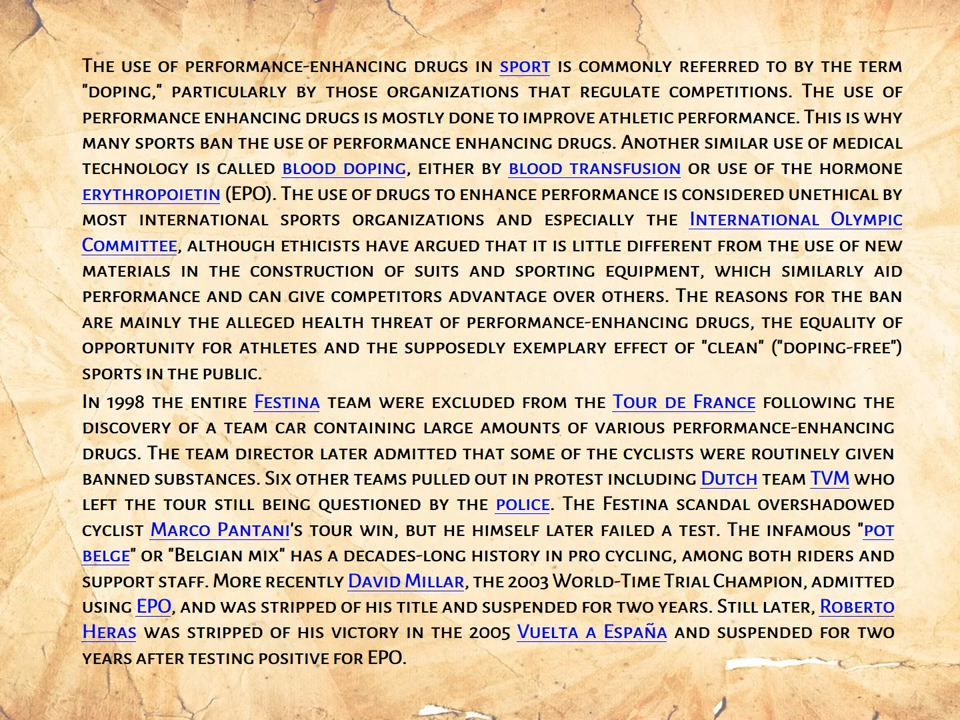 The use of performance-enhancing drugs in sport is commonly referred to by the term
"doping," particularly by those organizations that regulate competitions. The use of
performance enhancing drugs is mostly done to improve athletic performance. This is why
many sports ban the use of performance enhancing drugs. Another similar use of medical
technology is called blood doping, either by blood transfusion or use of the hormone
erythropoietin (EPO). The use of drugs to enhance performance is considered unethical by
most international sports organizations and especially the International Olympic
Committee, although ethicists have argued that it is little different from the use of new
materials in the construction of suits and sporting equipment, which similarly aid
performance and can give competitors advantage over others. The reasons for the ban
are mainly the alleged health threat of performance-enhancing drugs, the equality of
opportunity for athletes and the supposedly exemplary effect of "clean" ("doping-free")
sports in the public.
In 1998 the entire Festina team were excluded from the Tour de France following the
discovery of a team car containing large amounts of various performance-enhancing
drugs. The team director later admitted that some of the cyclists were routinely given
banned substances. Six other teams pulled out in protest including Dutch team TVM who
left the tour still being questioned by the police. The Festina scandal overshadowed
cyclist Marco Pantani's tour win, but he himself later failed a test. The infamous "pot
belge" or "Belgian mix" has a decades-long history in pro cycling, among both riders and
support staff. More recently David Millar, the 2003 World-Time Trial Champion, admitted
using EPO, and was stripped of his title and suspended for two years. Still later, Roberto
Heras was stripped of his victory in the 2005 Vuelta a España and suspended for two
years after testing positive for EPO.